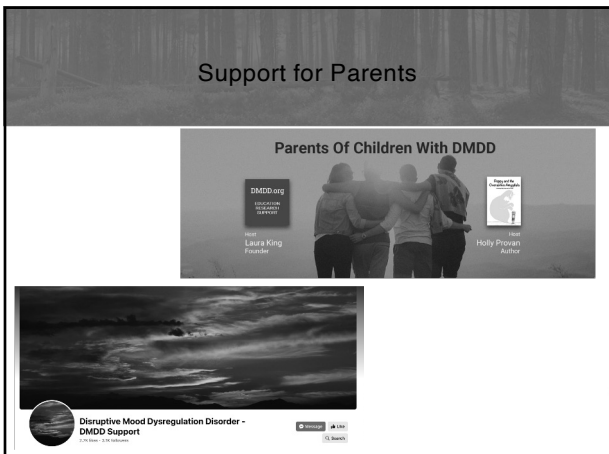 Support for Parents
Parents Of Children With DMDD
DMDD.org
EDUCATION
RESEARCH
SUPPORT
Host
Laura King
Founder
Host
Holly Provan
Author
Disruptive Mood Dysregulation Disorder -
DMDD Support
Message
Like
Search